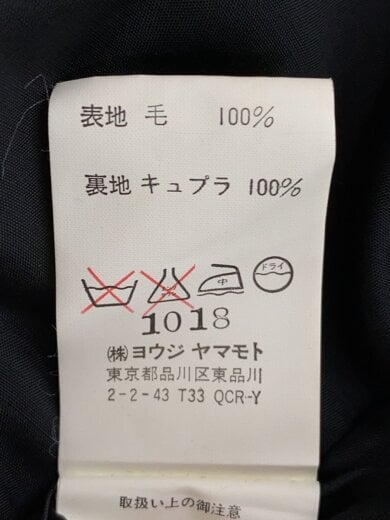 表地 毛 100%
裏地 キュプラ 100%
中 ドライ
1018
(株)ヨウジ ヤマモト
東京都品川区東品川
2-2-43 T33 QCR-Y
取扱い上の御注意